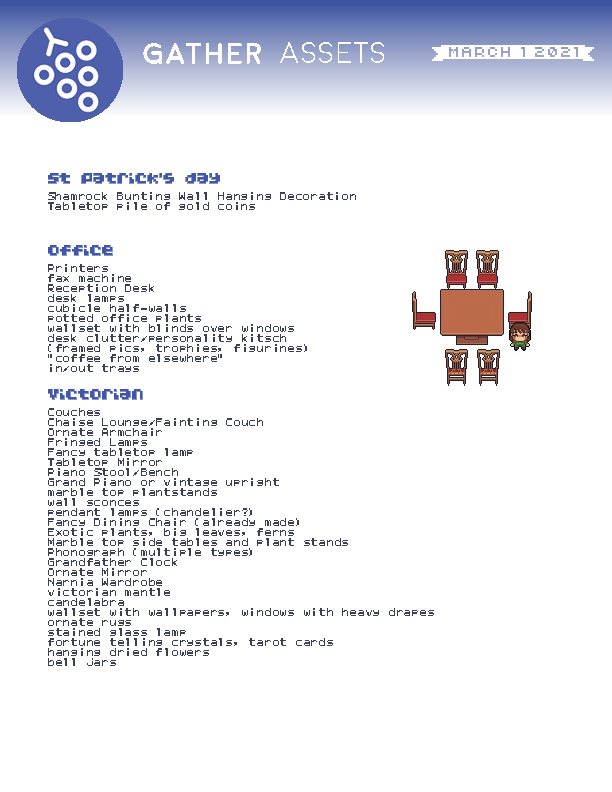 GATHER ASSETS
MARCH 1 2021
St Patrick's day
Shamrock Bunting Wall Hanging Decoration
Tabletop pile of gold coins
Office
Printers
fax machine
Reception Desk
desk lamps
cubicle half-walls
potted office plants
wallset with blinds over windows
desk clutter/personality kitsch
(framed pics, trophies, figurines)
"coffee from elsewhere"
in/out trays
Victorian
Couches
Chaise Lounge/Fainting Couch
Ornate Armchair
Fringed Lamps
Fancy tabletop lamp
Tabletop Mirror
Piano Stool/Bench
Grand Piano or vintage upright
marble top plantstands
wall sconces
pendant lamps (chandelier?)
Fancy Dining Chair (already made)
Exotic plants, big leaves, ferns
Marble top side tables and plant stands
Phonograph (multiple types)
Grandfather Clock
Ornate Mirror
Narnia Wardrobe
victorian mantle
candelabra
wallset with wallpapers, windows with heavy drapes
ornate rugs
stained glass lamp
fortune telling crystals, tarot cards
hanging dried flowers
bell jars